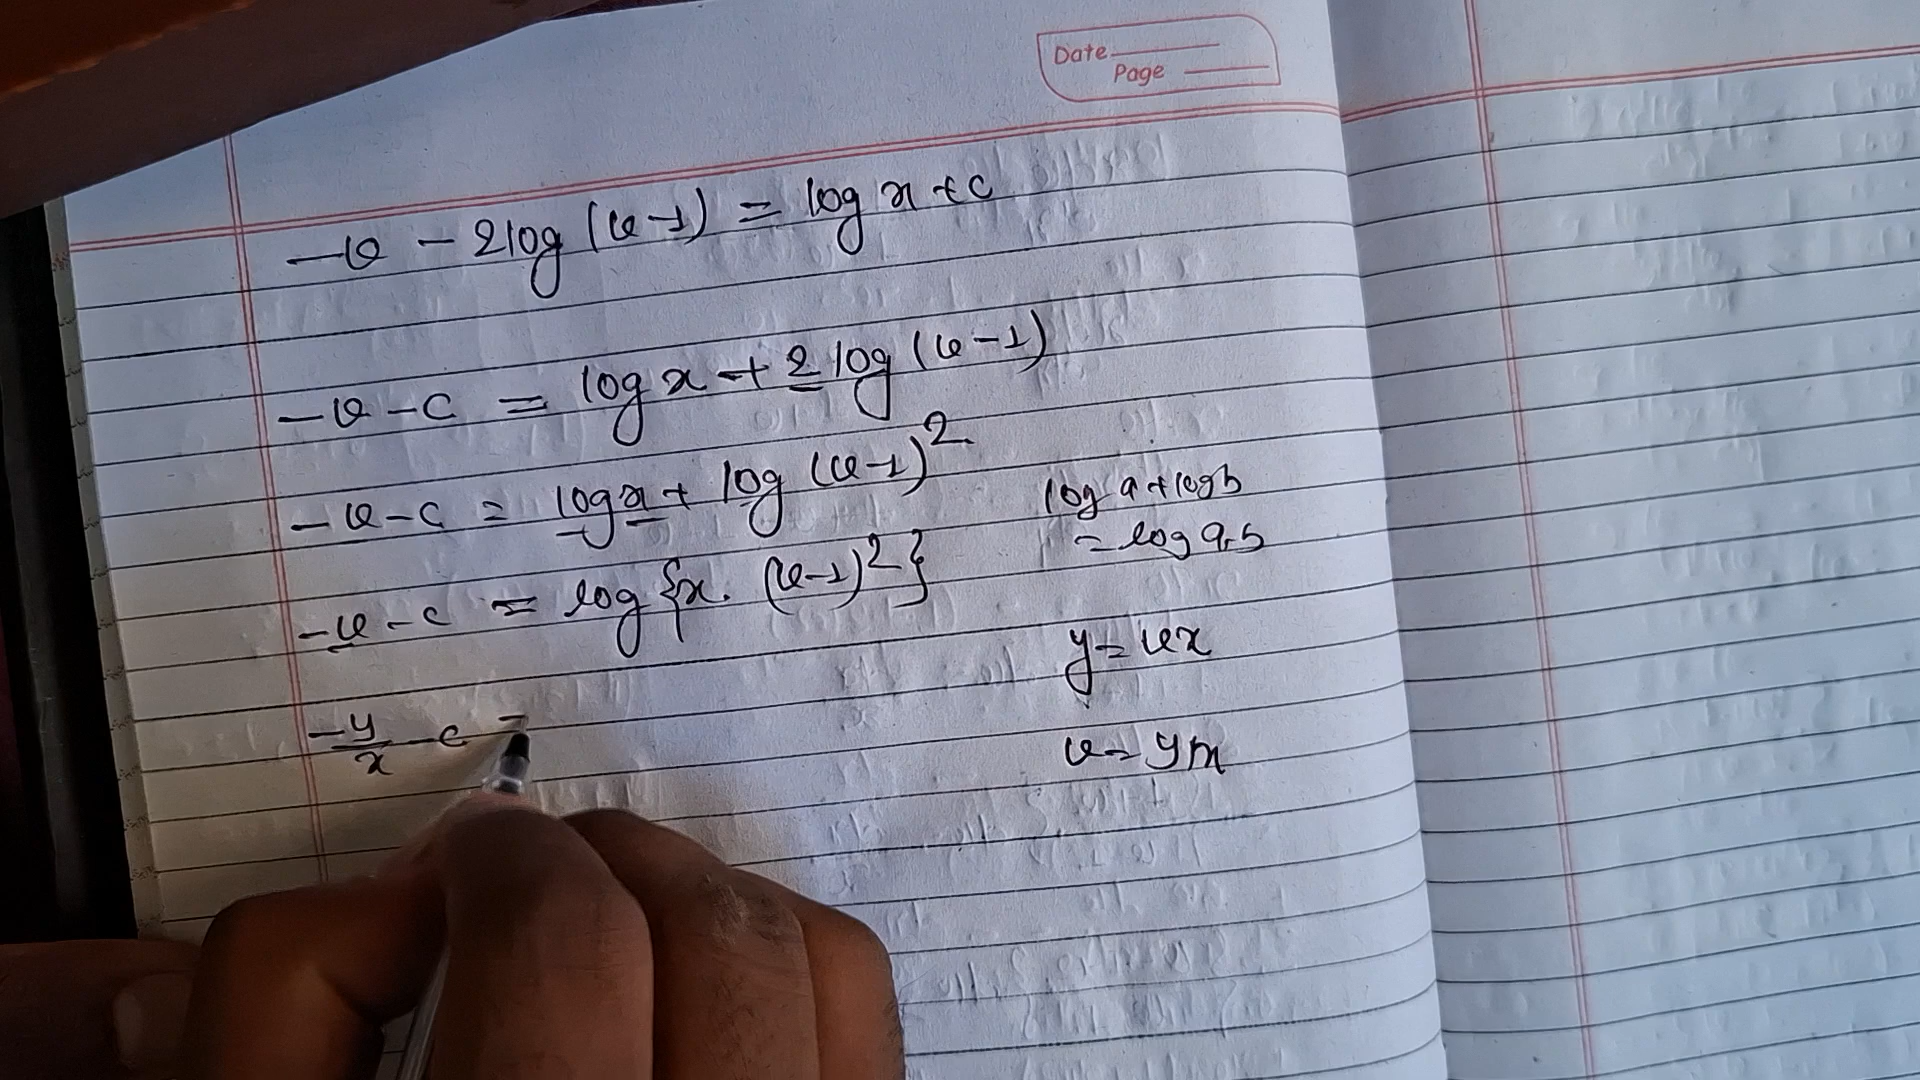 Date
Page
-v - 2log (v-1) = log x + c
-v - c = log x + 2 log (v-1)
-v - c = log x + log (v-1)²
log a + log b
= log a.b
-v - c = log {x. (v-1)²}
y = vx
-y/x - c =
v = y/x